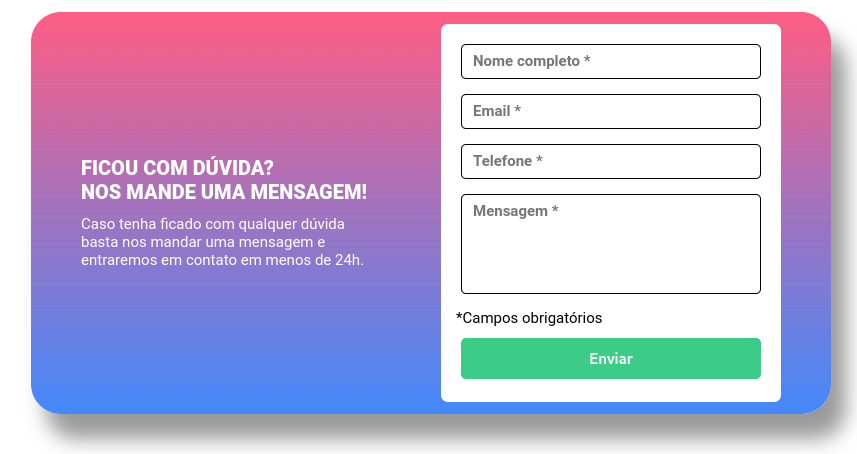 FICOU COM DÚVIDA?
NOS MANDE UMA MENSAGEM!
Caso tenha ficado com qualquer dúvida
basta nos mandar uma mensagem e
entraremos em contato em menos de 24h.
Nome completo *
Email *
Telefone *
Mensagem *
*Campos obrigatórios
Enviar